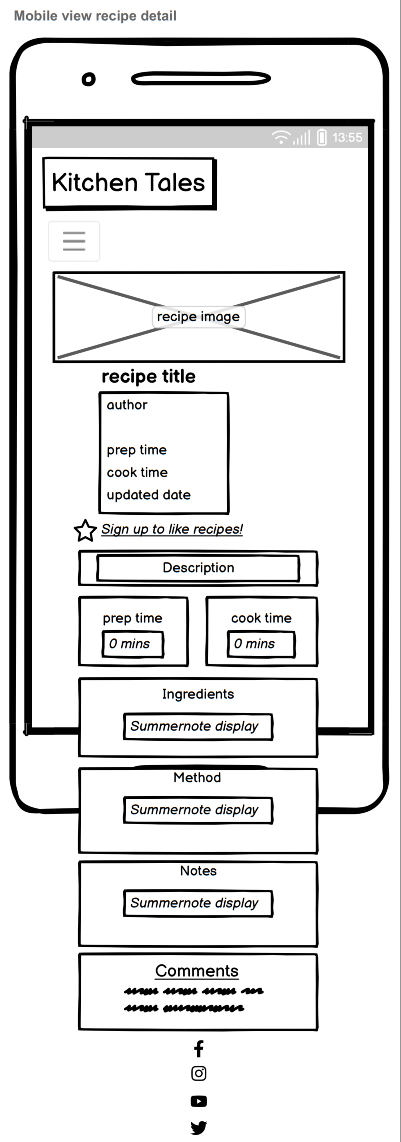 Mobile view recipe detail
13:55
Kitchen Tales
recipe image
recipe title
author
prep time
cook time
updated date
Sign up to like recipes!
Description
prep time
0 mins
cook time
0 mins
Ingredients
Summernote display
Method
Summernote display
Notes
Summernote display
Comments